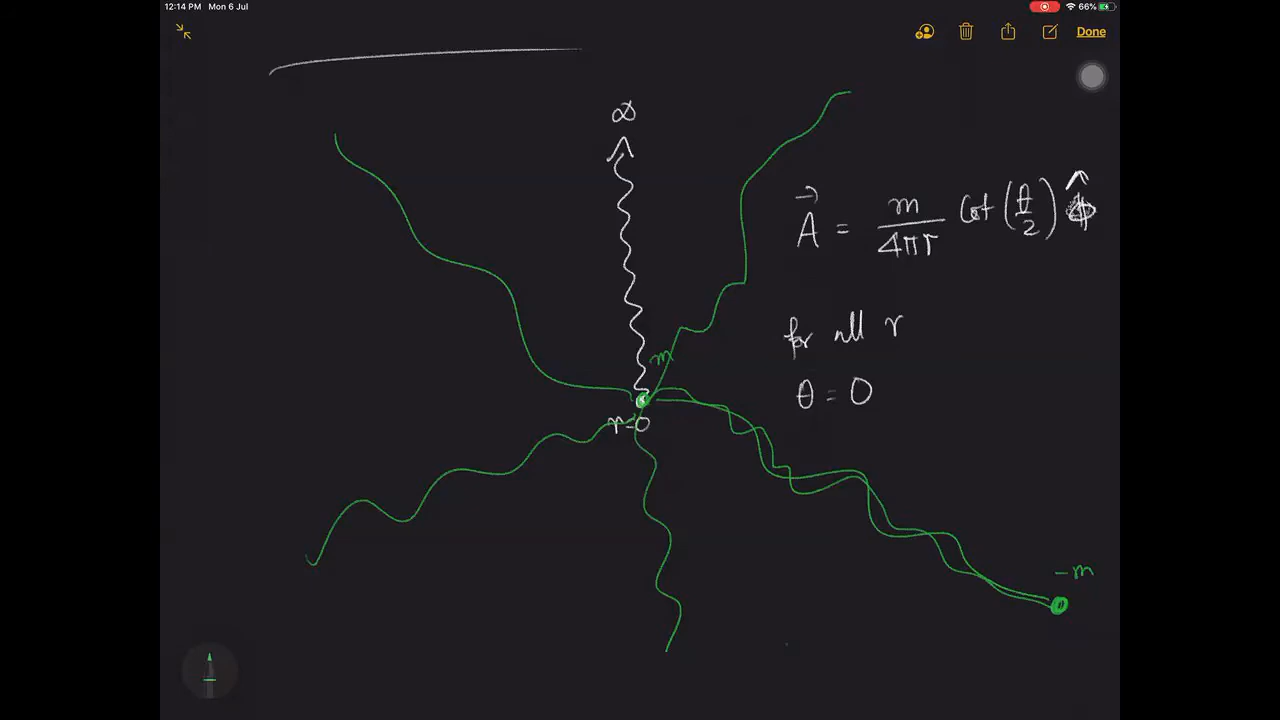 12:14 PM Mon 6 Jul
66%
Done
∞
A⃗ = m/4πr Cot(θ/2) ϕ̂
for all r
m
θ = 0
r=0
-m